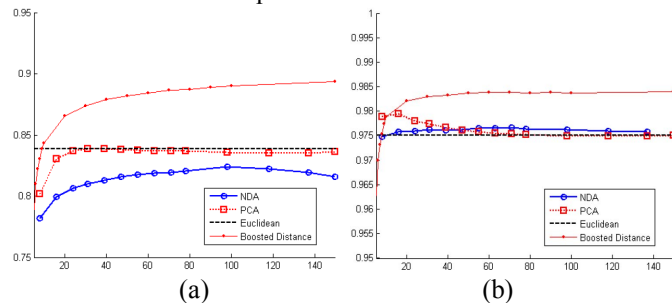 0.95
0.9
0.85
0.8
0.75
20 40 60 80 100 120 140
NDA
PCA
Euclidean
Boosted Distance
(a)
1
0.995
0.99
0.985
0.98
0.975
0.97
0.965
0.96
0.955
0.95
20 40 60 80 100 120 140
NDA
PCA
Euclidean
Boosted Distance
(b)